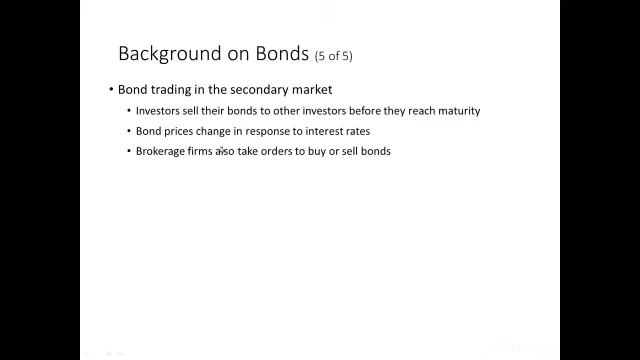 Background on Bonds (5 of 5)
• Bond trading in the secondary market
• Investors sell their bonds to other investors before they reach maturity
• Bond prices change in response to interest rates
• Brokerage firms also take orders to buy or sell bonds